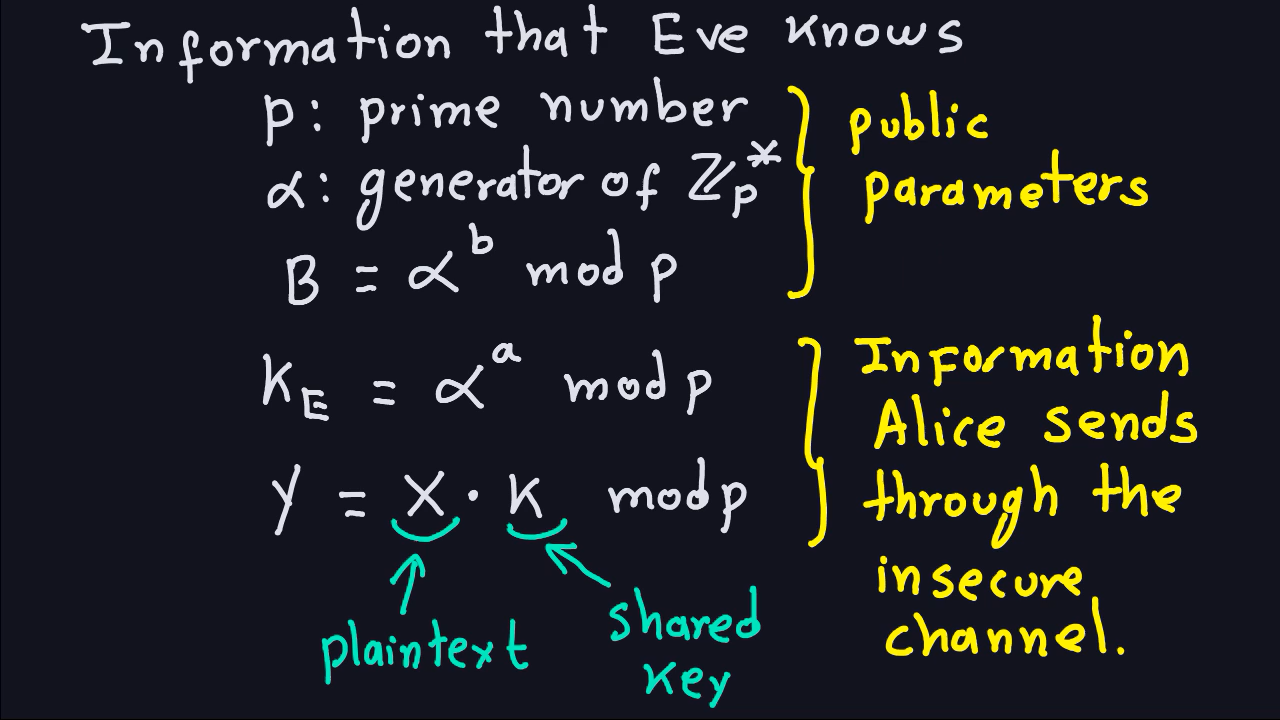 Information that Eve knows
p: prime number
α: generator of ℤp*
B = α^b mod p
public
parameters
kE = α^a mod p
y = x · k mod p
Information
Alice sends
through the
insecure
channel.
plaintext
shared
key